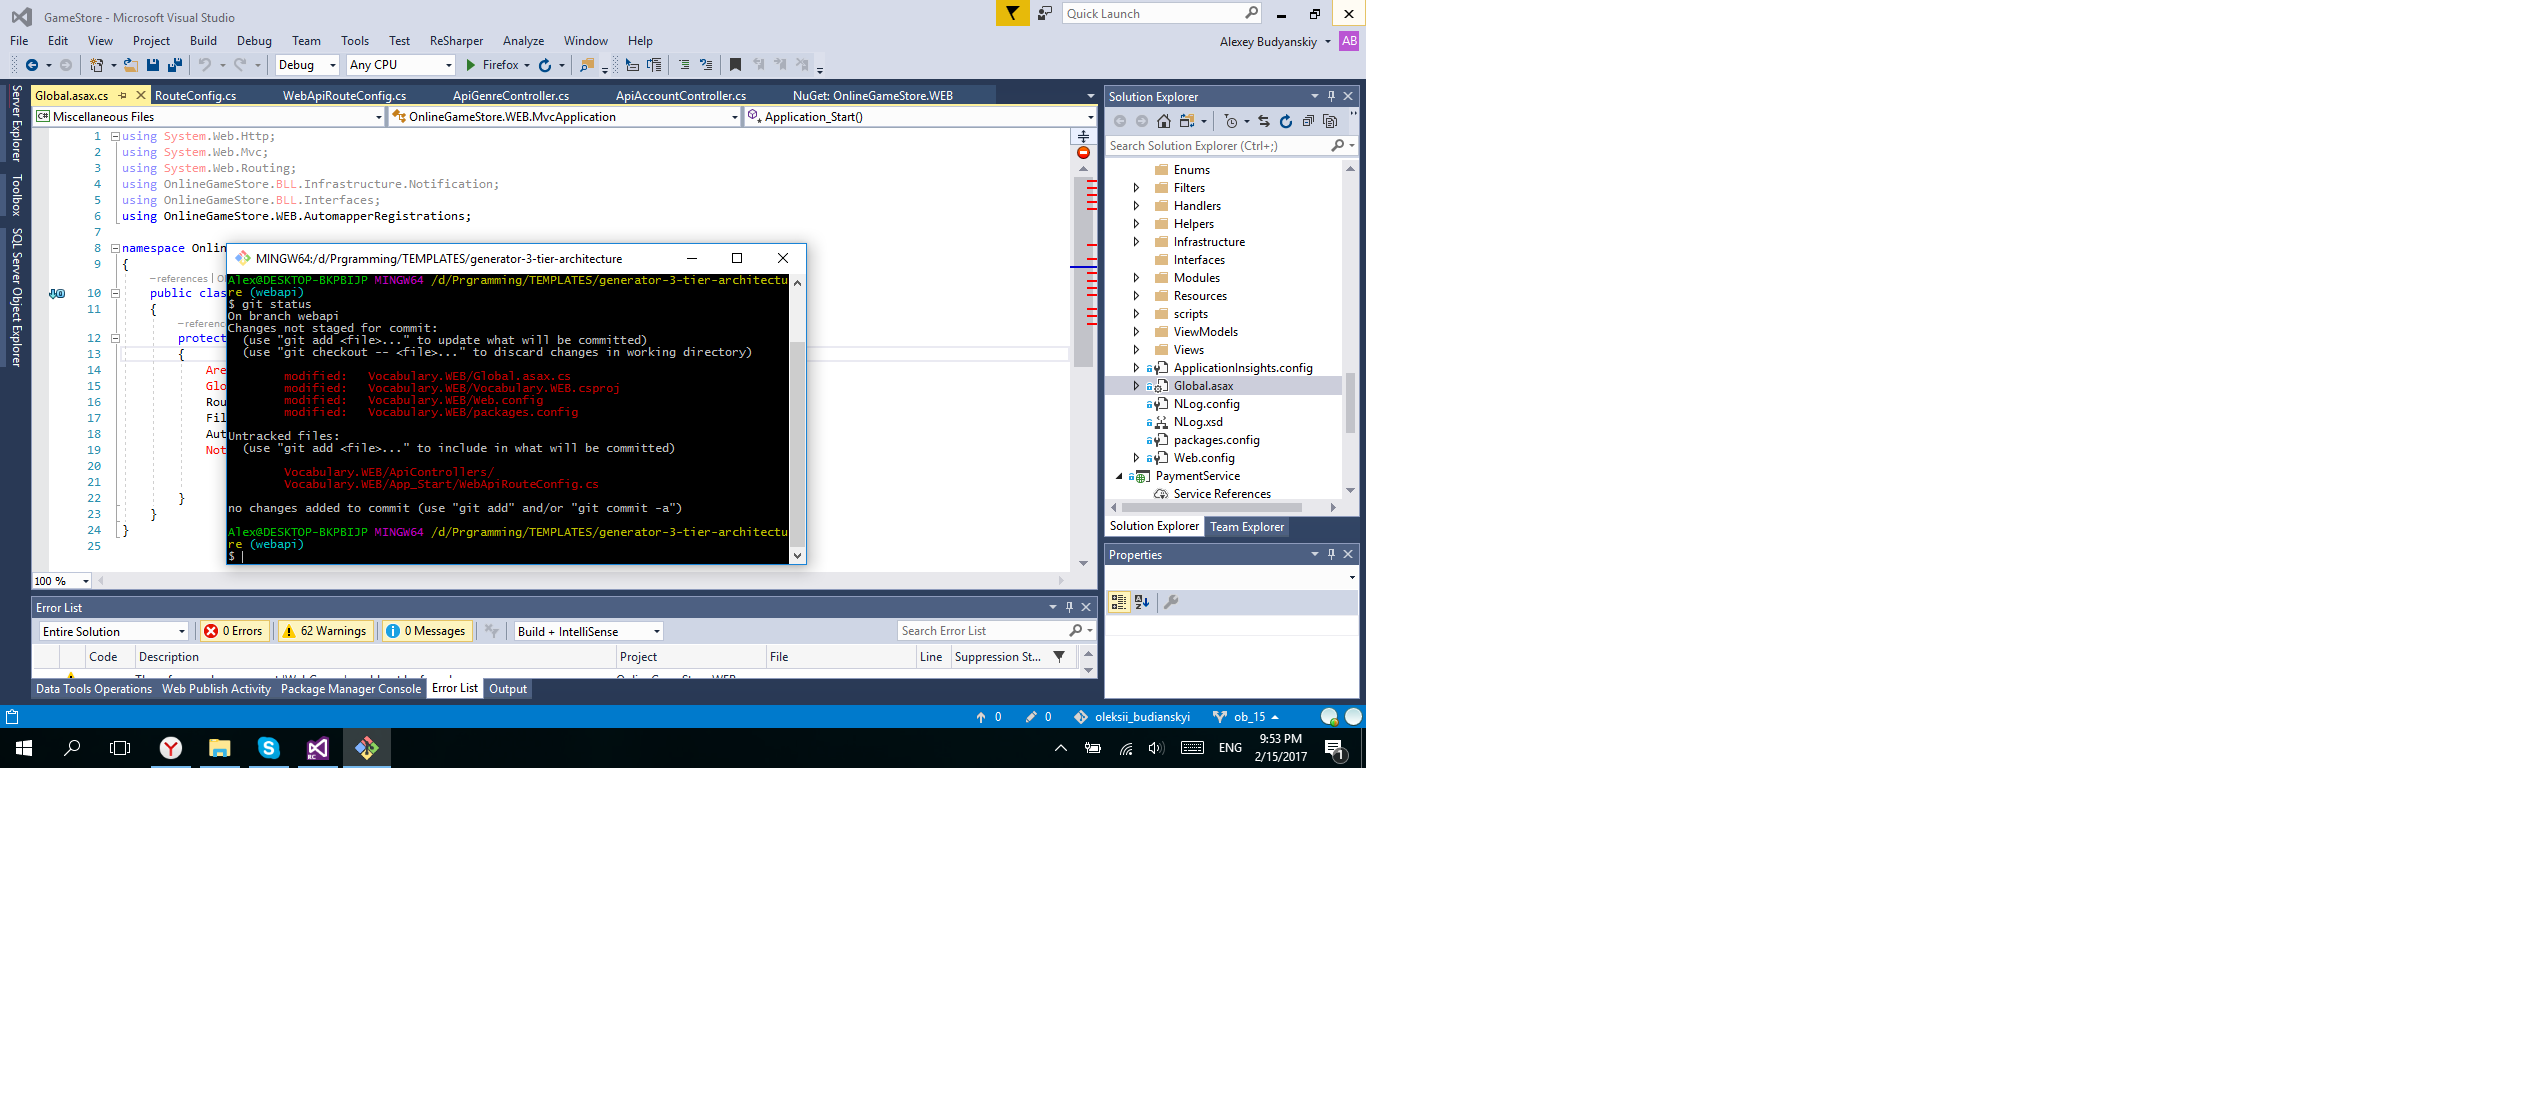 GameStore - Microsoft Visual Studio
Quick Launch
File Edit View Project Build Debug Team Tools Test ReSharper Analyze Window Help
Alexey Budyanskiy AB
Debug Any CPU Firefox
Server Explorer
Toolbox
SQL Server Object Explorer
Global.asax.cs RouteConfig.cs WebApiRouteConfig.cs ApiGenreController.cs ApiAccountController.cs NuGet: OnlineGameStore.WEB
C# Miscellaneous Files OnlineGameStore.WEB.MvcApplication Application_Start()
1 using System.Web.Http;
2 using System.Web.Mvc;
3 using System.Web.Routing;
4 using OnlineGameStore.BLL.Infrastructure.Notification;
5 using OnlineGameStore.BLL.Interfaces;
6 using OnlineGameStore.WEB.AutomapperRegistrations;
7
8 namespace Onlin
9 {
—references | O
10 public clas
11 {
—referenc
12 protect
13 {
14 Are
15 Glo
16 Rou
17 Fil
18 Aut
19 Not
20
21
22 }
23 }
24 }
25
100 %
MINGW64:/d/Prgramming/TEMPLATES/generator-3-tier-architecture
Alex@DESKTOP-BKPBIJP MINGW64 /d/Prgramming/TEMPLATES/generator-3-tier-architectu
re (webapi)
$ git status
On branch webapi
Changes not staged for commit:
(use "git add <file>..." to update what will be committed)
(use "git checkout -- <file>..." to discard changes in working directory)
modified: Vocabulary.WEB/Global.asax.cs
modified: Vocabulary.WEB/Vocabulary.WEB.csproj
modified: Vocabulary.WEB/Web.config
modified: Vocabulary.WEB/packages.config
Untracked files:
(use "git add <file>..." to include in what will be committed)
Vocabulary.WEB/ApiControllers/
Vocabulary.WEB/App_Start/WebApiRouteConfig.cs
no changes added to commit (use "git add" and/or "git commit -a")
Alex@DESKTOP-BKPBIJP MINGW64 /d/Prgramming/TEMPLATES/generator-3-tier-architectu
re (webapi)
$
Solution Explorer
Search Solution Explorer (Ctrl+;)
Enums
Filters
Handlers
Helpers
Infrastructure
Interfaces
Modules
Resources
scripts
ViewModels
Views
ApplicationInsights.config
Global.asax
NLog.config
NLog.xsd
packages.config
Web.config
PaymentService
Service References
Solution Explorer Team Explorer
Properties
Error List
Entire Solution 0 Errors 62 Warnings 0 Messages Build + IntelliSense Search Error List
Code Description Project File Line Suppression St...
Data Tools Operations Web Publish Activity Package Manager Console Error List Output
0 0 oleksii_budianskyi ob_15
ENG 9:53 PM
2/15/2017 1